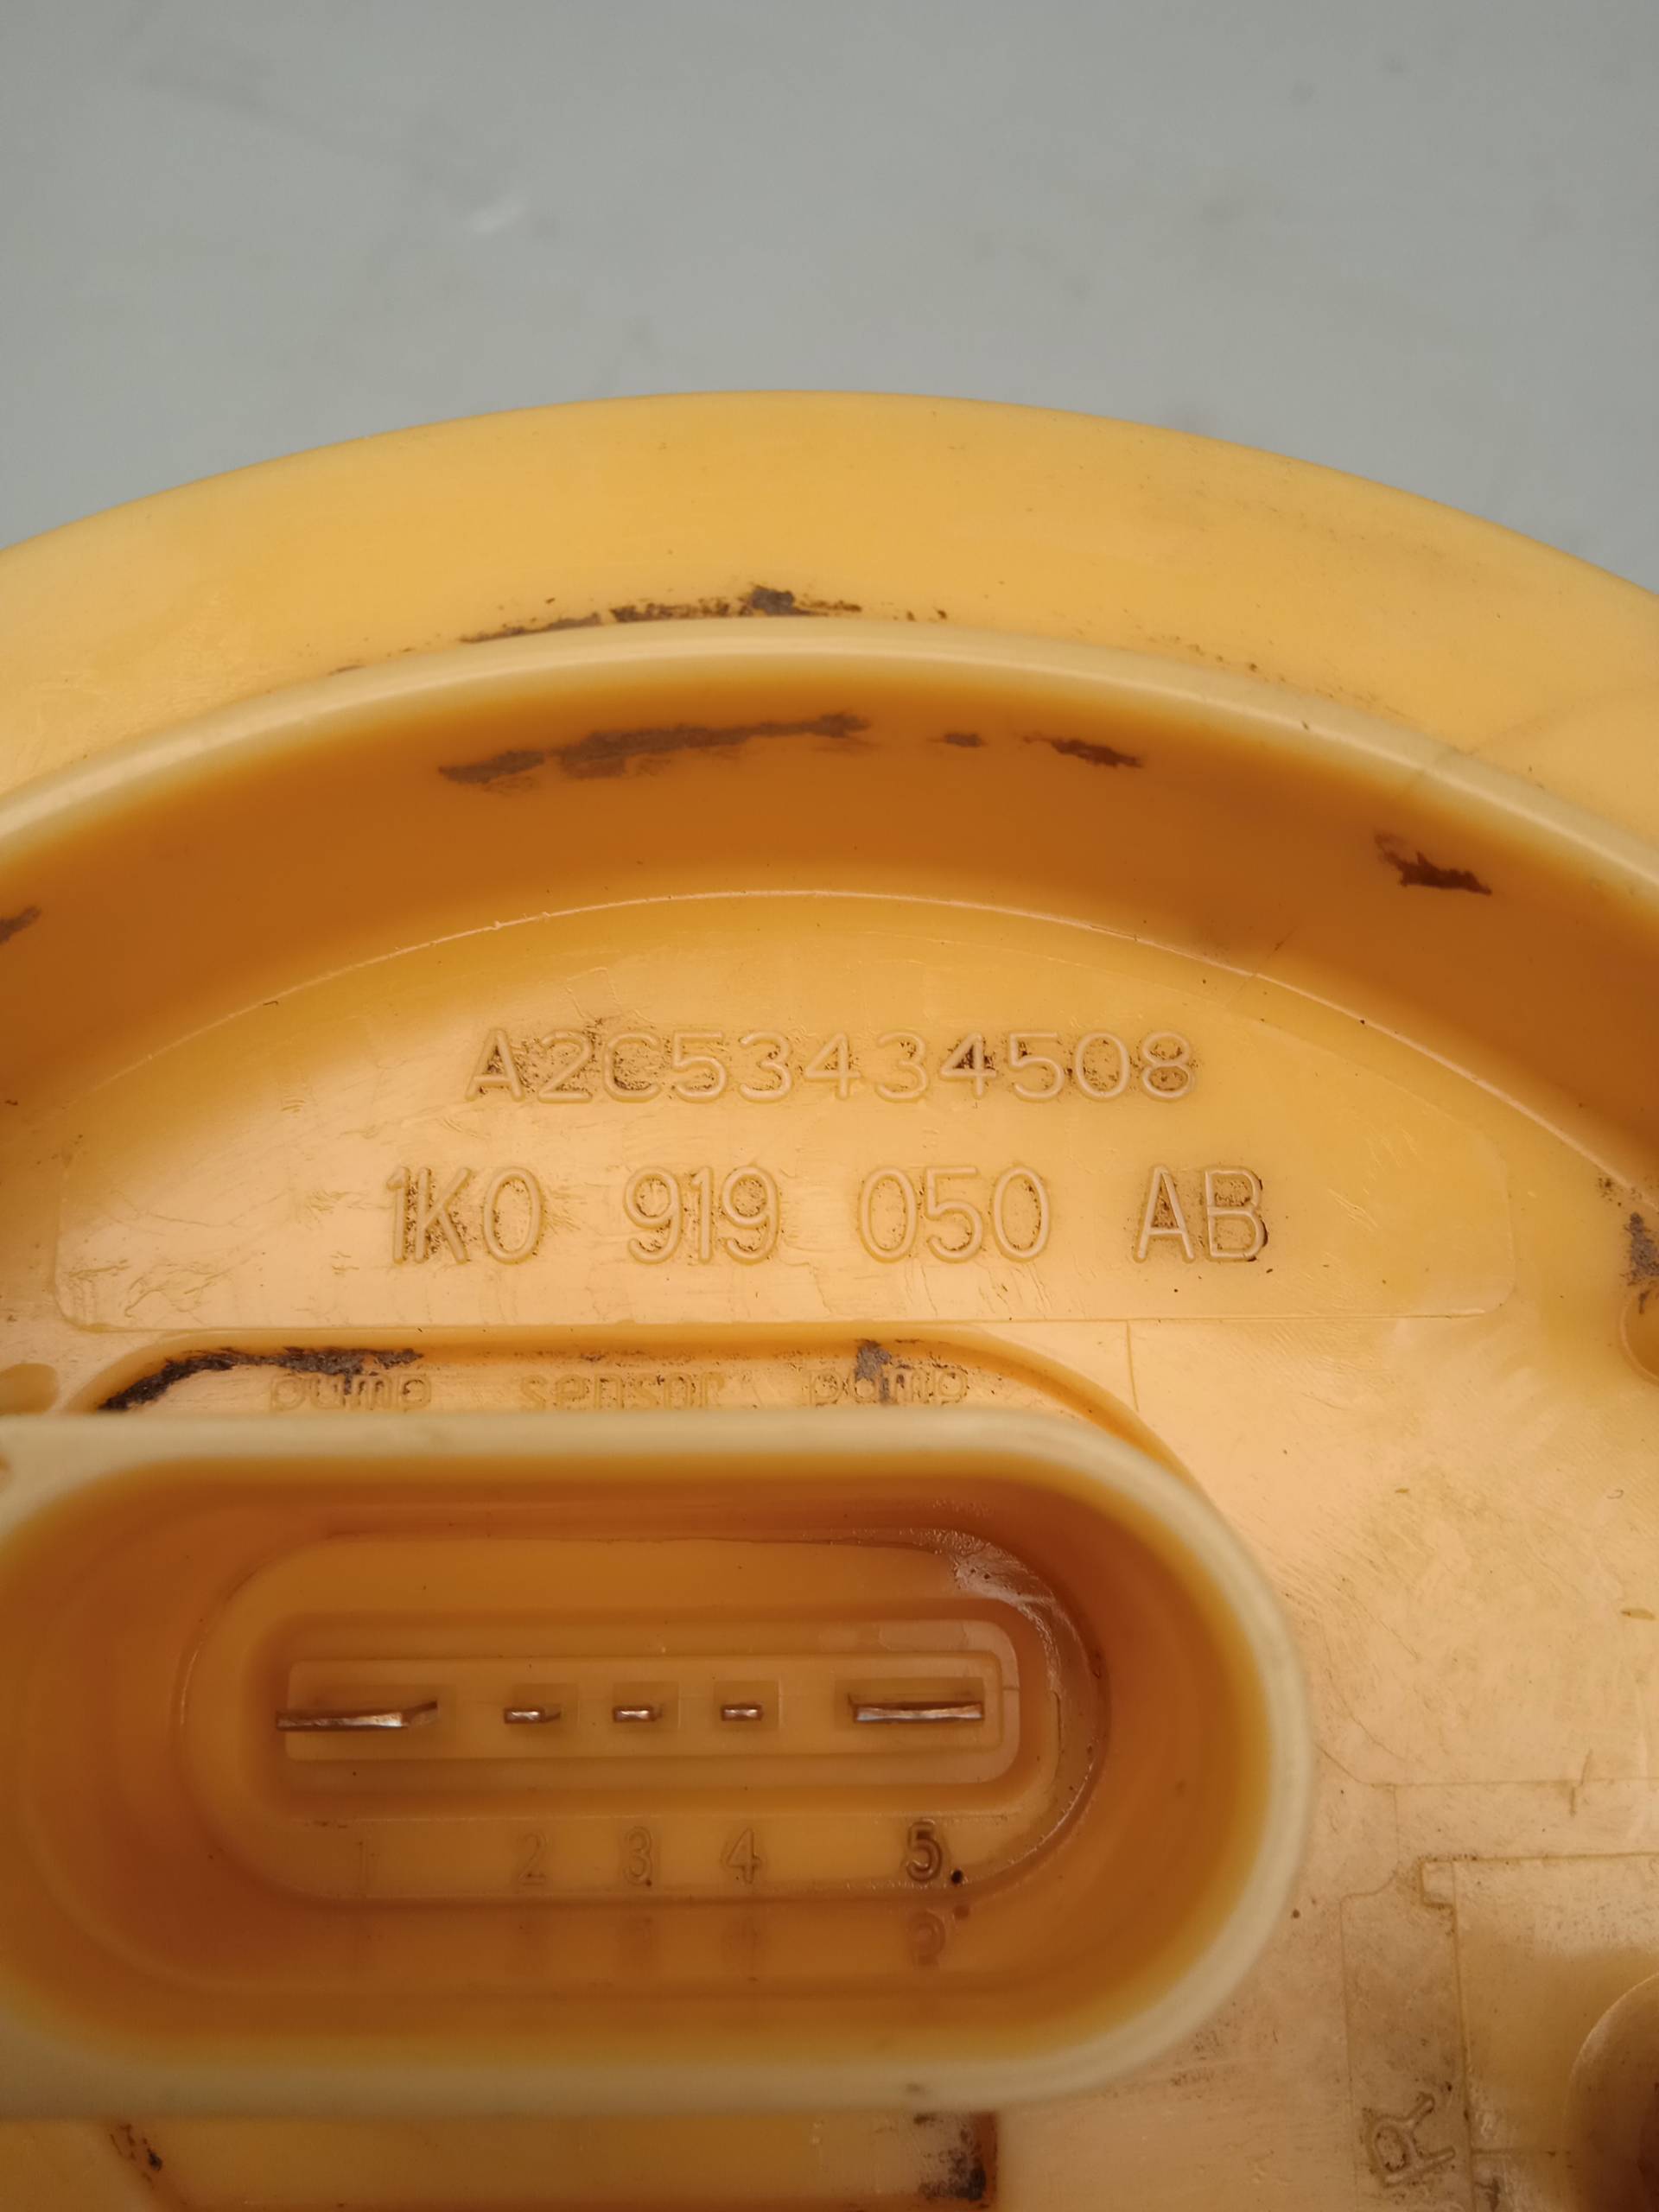 A2C53434508
1K0 919 050 AB
pump sensor pump
1 2 3 4 5
R